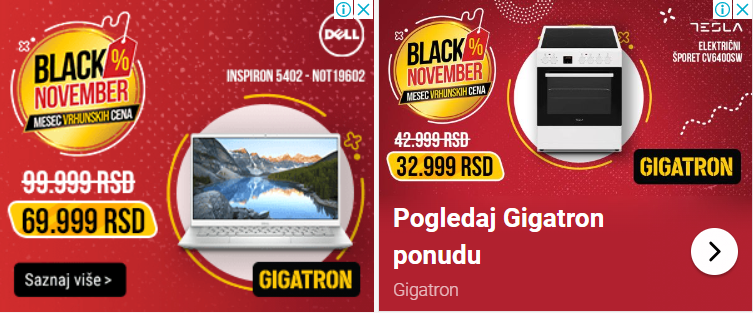 BLACK %
NOVEMBER
MESEC VRHUNSKIH CENA
DELL
INSPIRON 5402 - NOT19602
99.999 RSD
69.999 RSD
Saznaj više >
GIGATRON
BLACK %
NOVEMBER
MESEC VRHUNSKIH CENA
TESLA
ELEKTRIČNI
ŠPORET CV6400SW
42.999 RSD
32.999 RSD
GIGATRON
Pogledaj Gigatron
ponudu
Gigatron